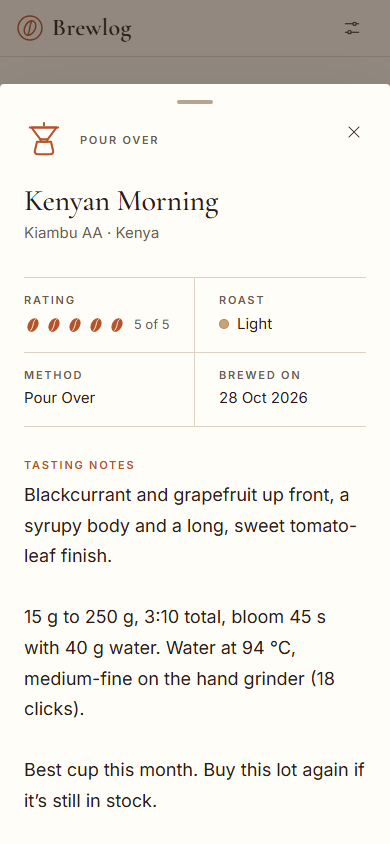 Brewlog
POUR OVER
Kenyan Morning
Kiambu AA · Kenya
RATING
5 of 5
ROAST
Light
METHOD
Pour Over
BREWED ON
28 Oct 2026
TASTING NOTES
Blackcurrant and grapefruit up front, a
syrupy body and a long, sweet tomato-
leaf finish.
15 g to 250 g, 3:10 total, bloom 45 s
with 40 g water. Water at 94 °C,
medium-fine on the hand grinder (18
clicks).
Best cup this month. Buy this lot again if
it’s still in stock.